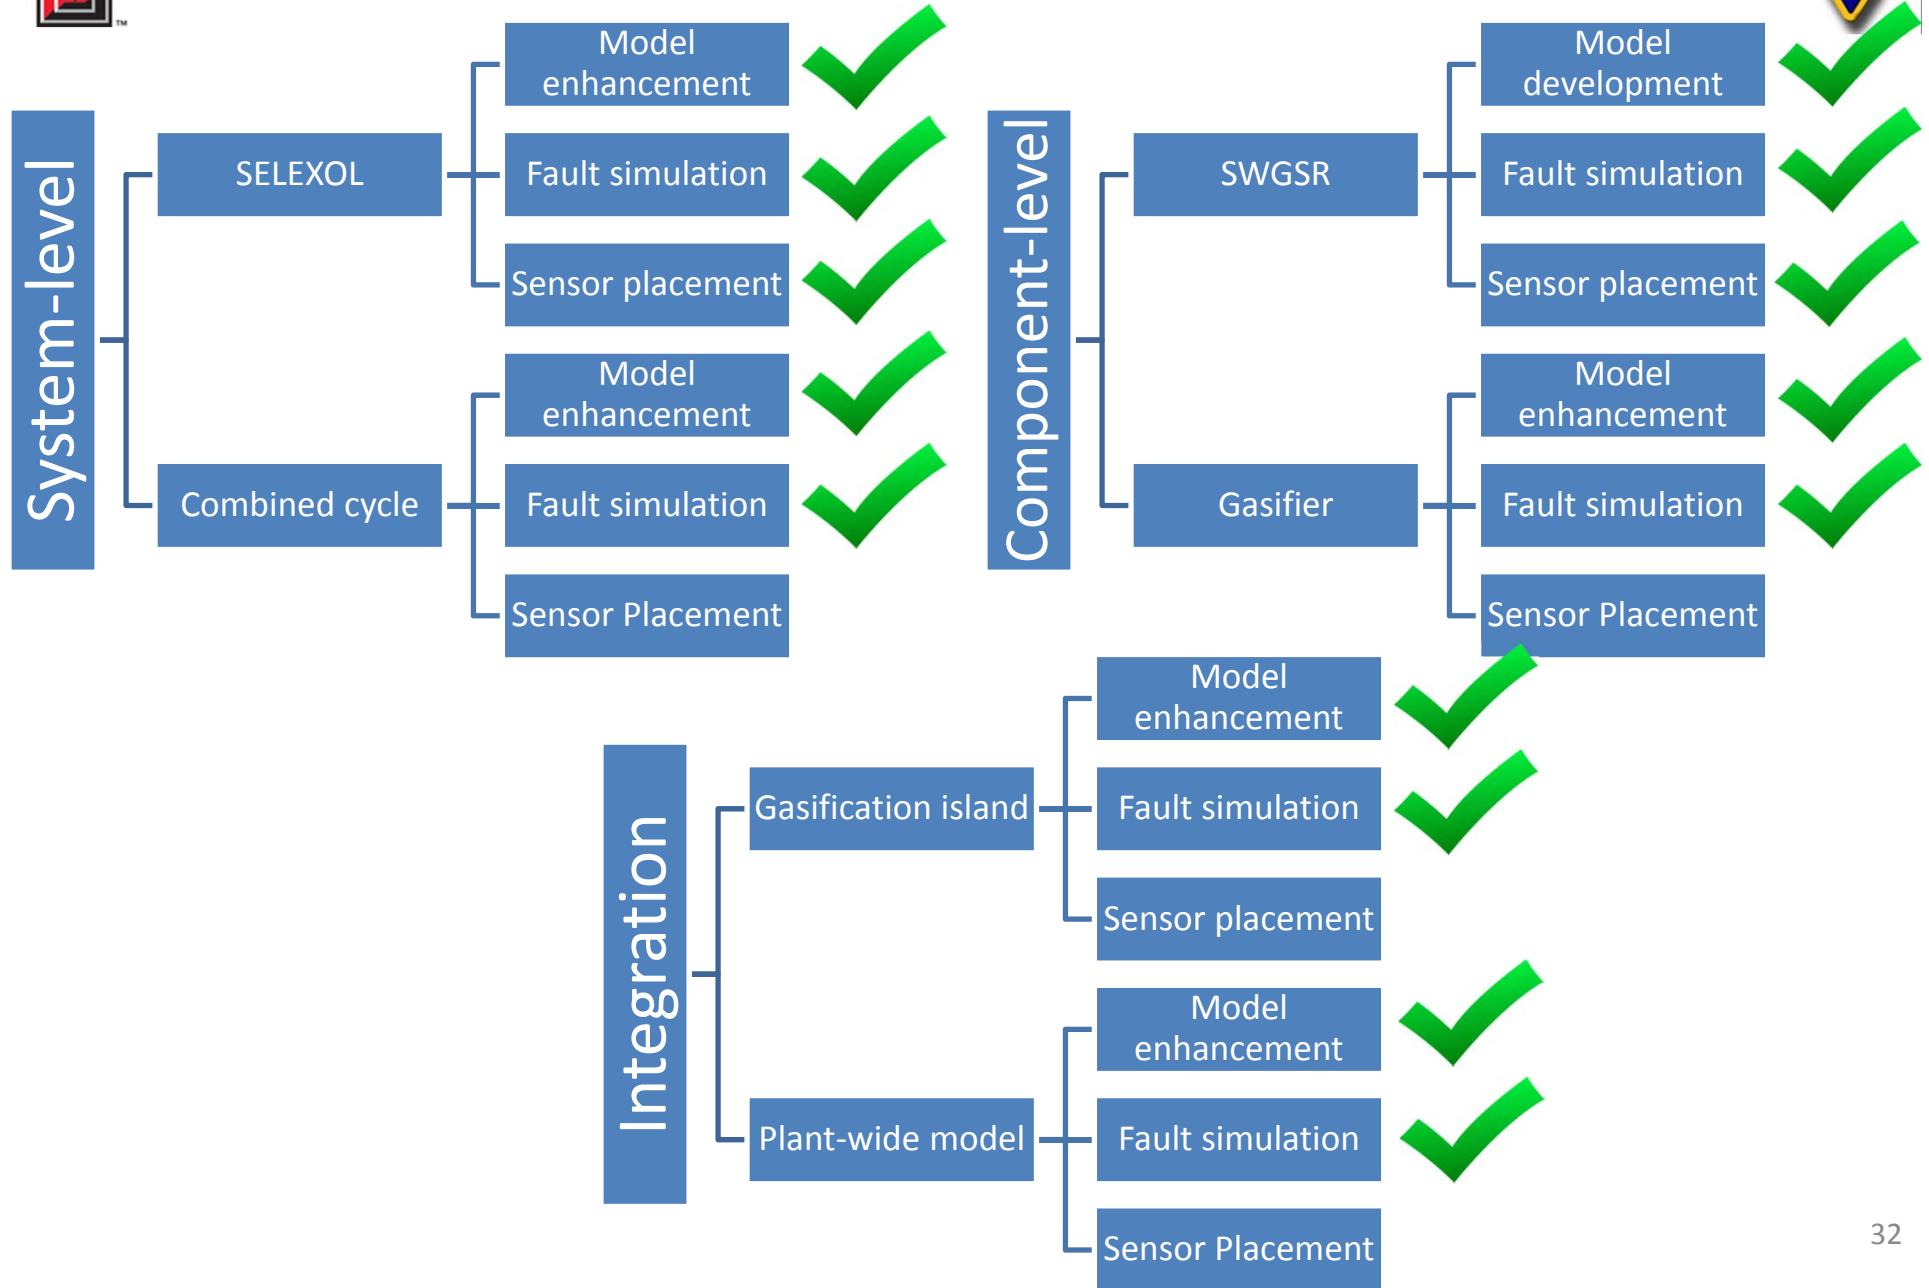 TM
System-level
SELEXOL
Model
enhancement
Fault simulation
Sensor placement
Combined cycle
Model
enhancement
Fault simulation
Sensor Placement
Component-level
SWGSR
Model
development
Fault simulation
Sensor placement
Gasifier
Model
enhancement
Fault simulation
Sensor Placement
Integration
Gasification island
Model
enhancement
Fault simulation
Sensor placement
Plant-wide model
Model
enhancement
Fault simulation
Sensor Placement
32